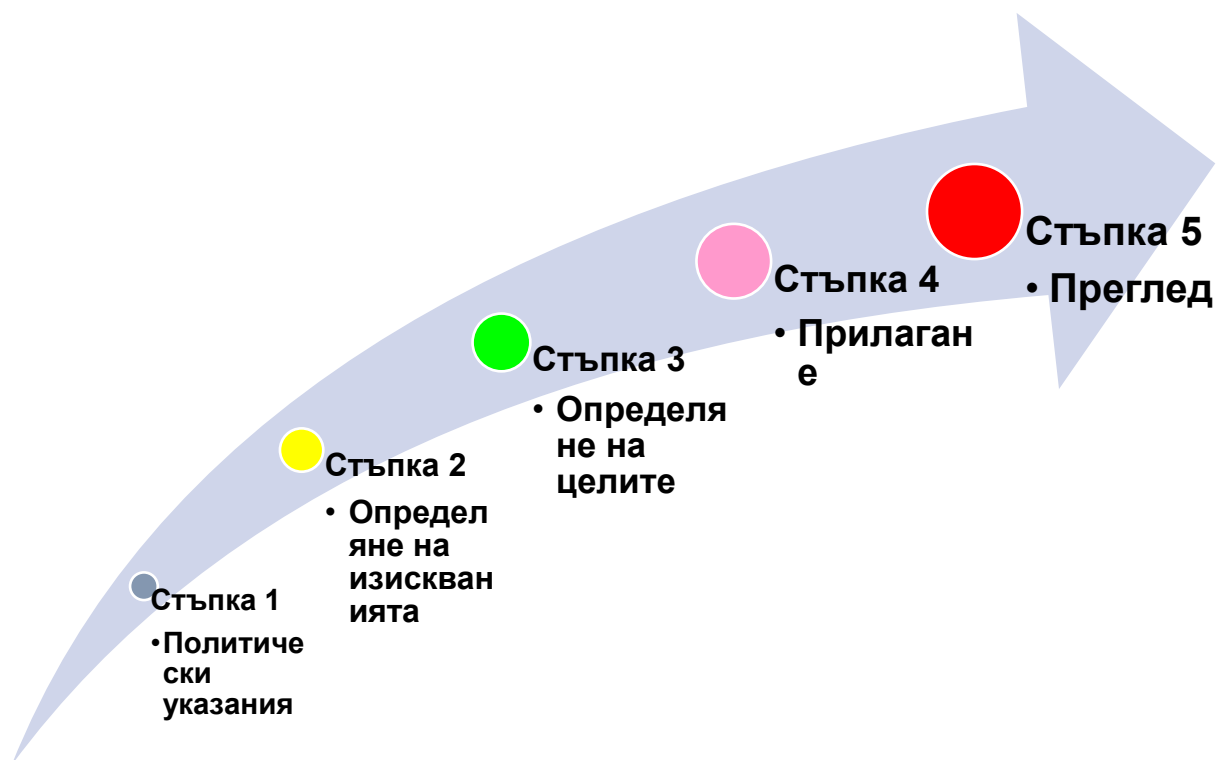 Стъпка 1
•Политиче
ски
указания
Стъпка 2
• Определ
яне на
изискван
ията
Стъпка 3
• Определя
не на
целите
Стъпка 4
• Прилаган
е
Стъпка 5
• Преглед